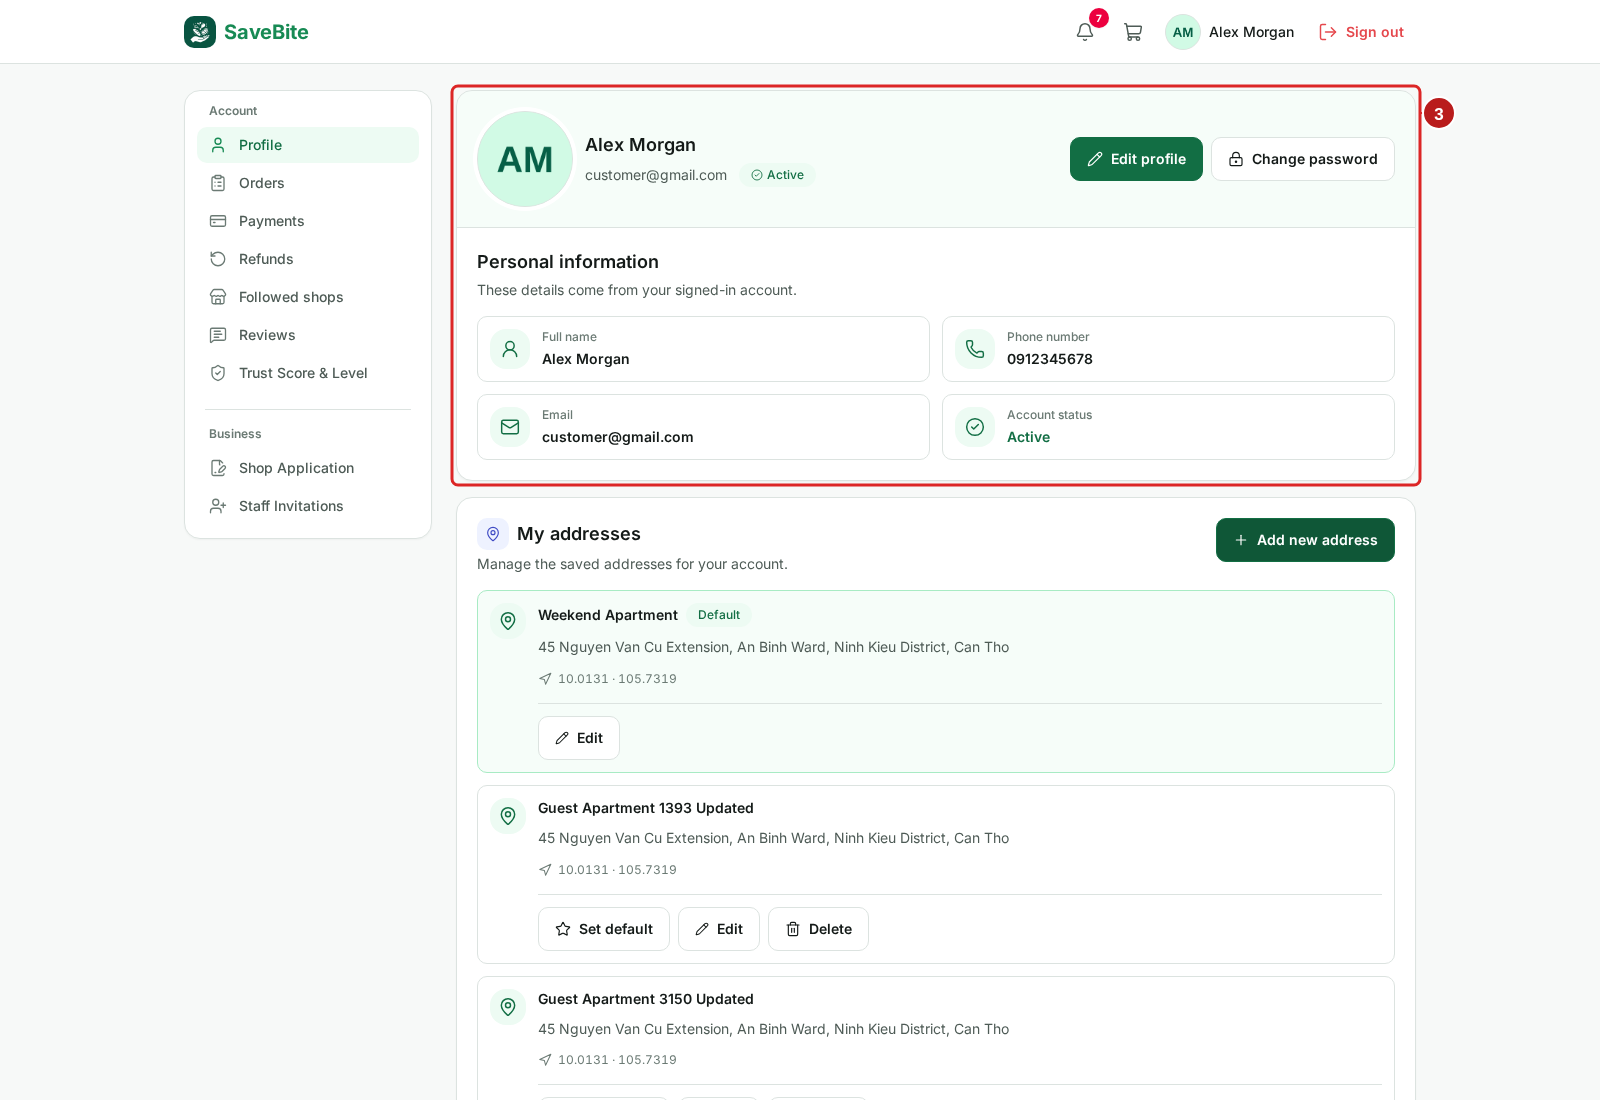 SaveBite
7
AM
Alex Morgan
Sign out
Account
Profile
Orders
Payments
Refunds
Followed shops
Reviews
Trust Score & Level
Business
Shop Application
Staff Invitations
3
AM
Alex Morgan
customer@gmail.com
Active
Edit profile
Change password
Personal information
These details come from your signed-in account.
Full name
Alex Morgan
Phone number
0912345678
Email
customer@gmail.com
Account status
Active
My addresses
Manage the saved addresses for your account.
Add new address
Weekend Apartment
Default
45 Nguyen Van Cu Extension, An Binh Ward, Ninh Kieu District, Can Tho
10.0131 · 105.7319
Edit
Guest Apartment 1393 Updated
45 Nguyen Van Cu Extension, An Binh Ward, Ninh Kieu District, Can Tho
10.0131 · 105.7319
Set default
Edit
Delete
Guest Apartment 3150 Updated
45 Nguyen Van Cu Extension, An Binh Ward, Ninh Kieu District, Can Tho
10.0131 · 105.7319